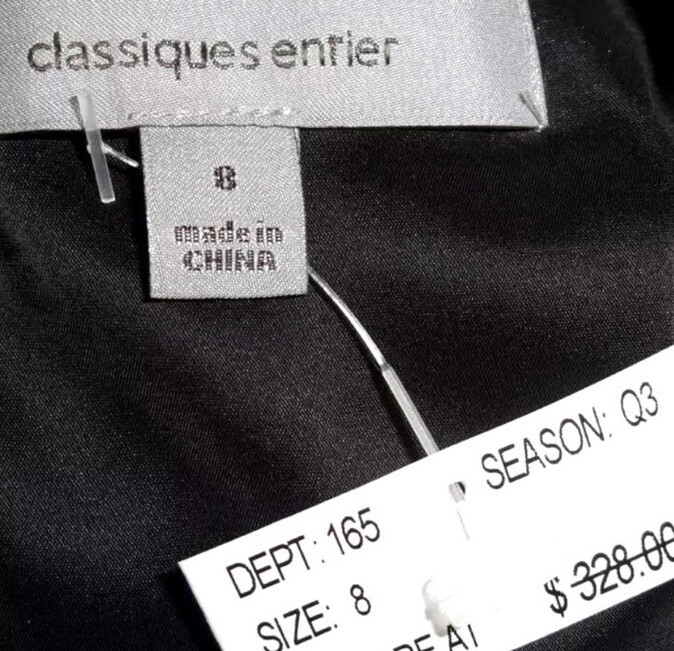 classiques entier
8
made in
CHINA
SEASON: Q3
DEPT: 165
SIZE: 8
$ 328.00